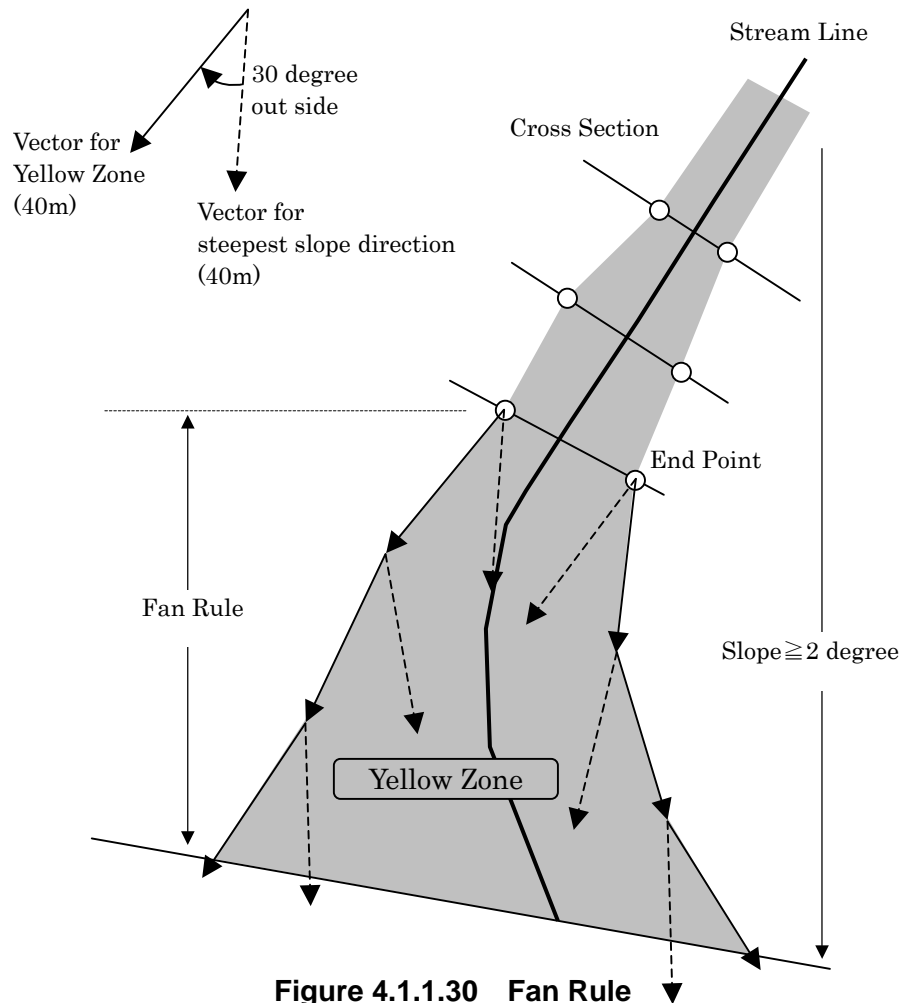 Stream Line
30 degree
out side
Cross Section
Vector for
Yellow Zone
(40m)
Vector for
steepest slope direction
(40m)
End Point
Fan Rule
Slope≧2 degree
Yellow Zone
Figure 4.1.1.30 Fan Rule